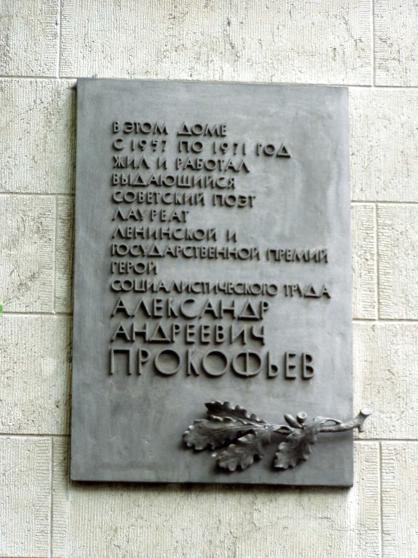 В ЭТОМ ДОМЕ
С 1957 ПО 1971 ГОД
ЖИЛ И РАБОТАЛ
ВЫДАЮЩИЙСЯ
СОВЕТСКИЙ ПОЭТ
ЛАУРЕАТ
ЛЕНИНСКОЙ И
ГОСУДАРСТВЕННОЙ ПРЕМИЙ
ГЕРОЙ
СОЦИАЛИСТИЧЕСКОГО ТРУДА
АЛЕКСАНДР
АНДРЕЕВИЧ
ПРОКОФЬЕВ